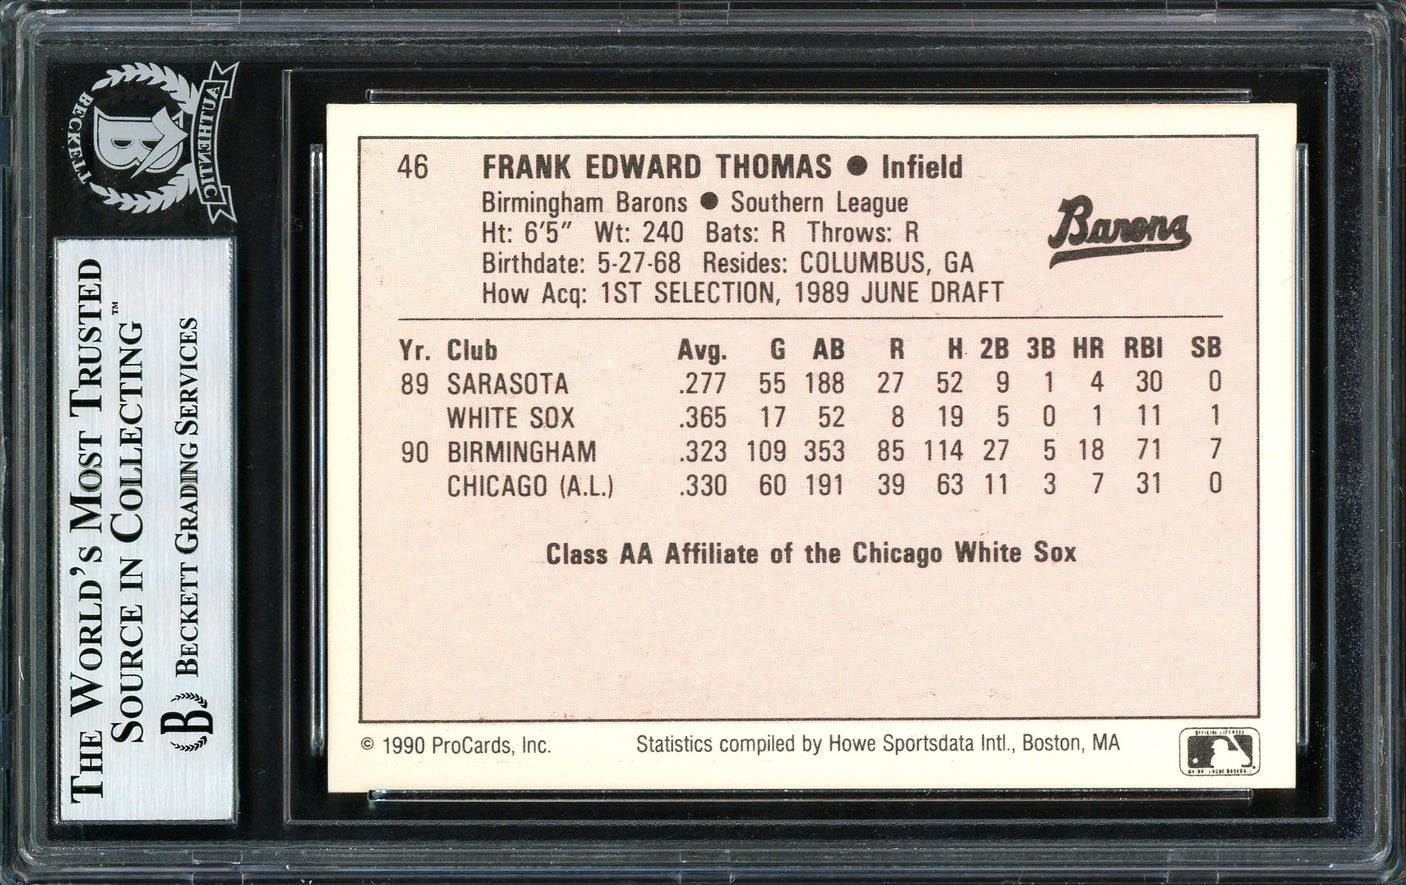 BECKETT
AUTHENTIC
B
THE WORLD'S MOST TRUSTED
SOURCE IN COLLECTING™
BECKETT GRADING SERVICES
B
46 FRANK EDWARD THOMAS ● Infield
Birmingham Barons ● Southern League
Ht: 6'5" Wt: 240 Bats: R Throws: R
Birthdate: 5-27-68 Resides: COLUMBUS, GA
How Acq: 1ST SELECTION, 1989 JUNE DRAFT
Barons
Yr. Club Avg. G AB R H 2B 3B HR RBI SB
89 SARASOTA .277 55 188 27 52 9 1 4 30 0
WHITE SOX .365 17 52 8 19 5 0 1 11 1
90 BIRMINGHAM .323 109 353 85 114 27 5 18 71 7
CHICAGO (A.L.) .330 60 191 39 63 11 3 7 31 0
Class AA Affiliate of the Chicago White Sox
© 1990 ProCards, Inc. Statistics compiled by Howe Sportsdata Intl., Boston, MA